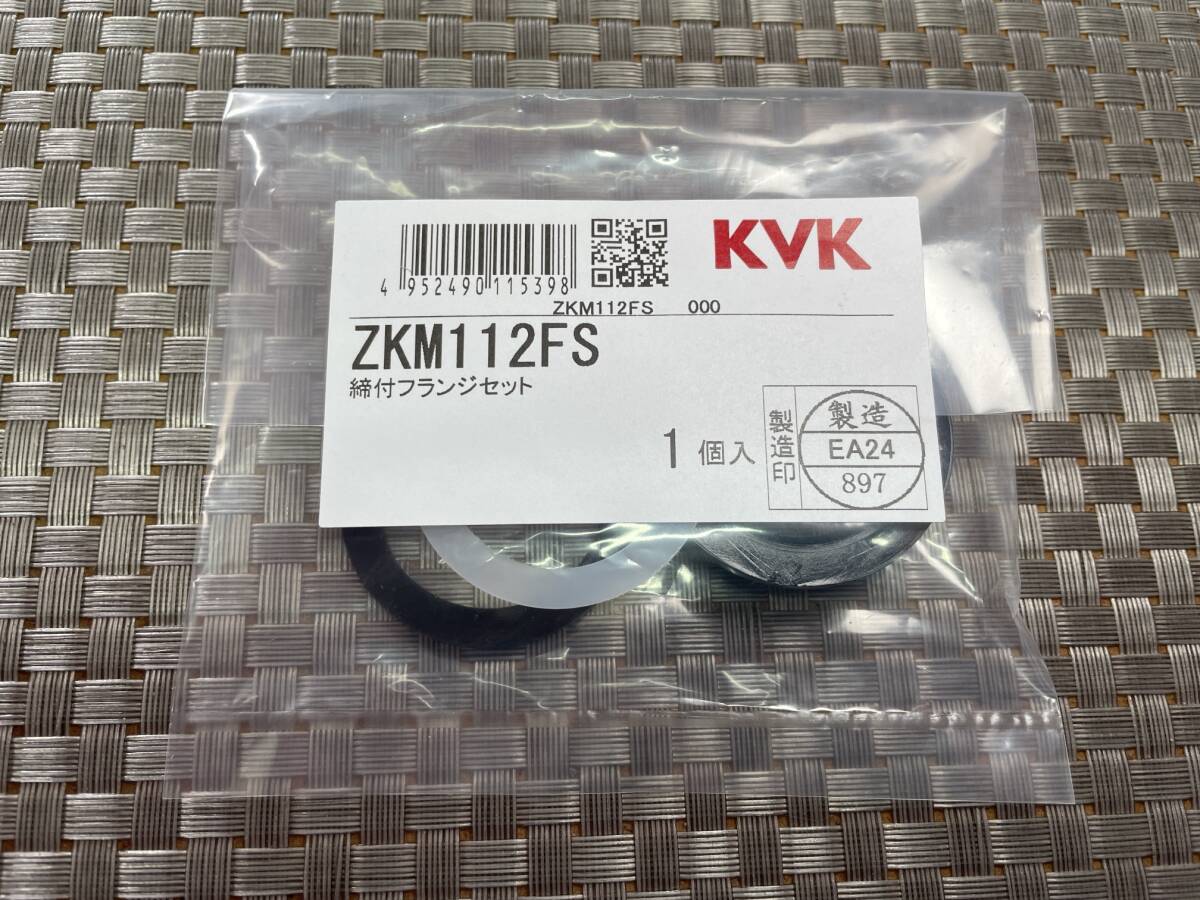 KVK
4 952490 115398
ZKM112FS 000
ZKM112FS
締付フランジセット
1 個入
製造印
製造
EA24
897